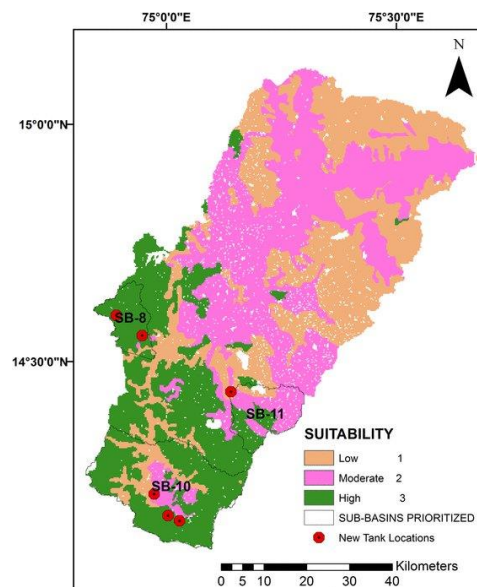 75°0'0"E 75°30'0"E
N
15°0'0"N
SB-8
14°30'0"N
SB-11
SB-10
SUITABILITY
Low 1
Moderate 2
High 3
SUB-BASINS PRIORITIZED
New Tank Locations
Kilometers
0 5 10 20 30 40